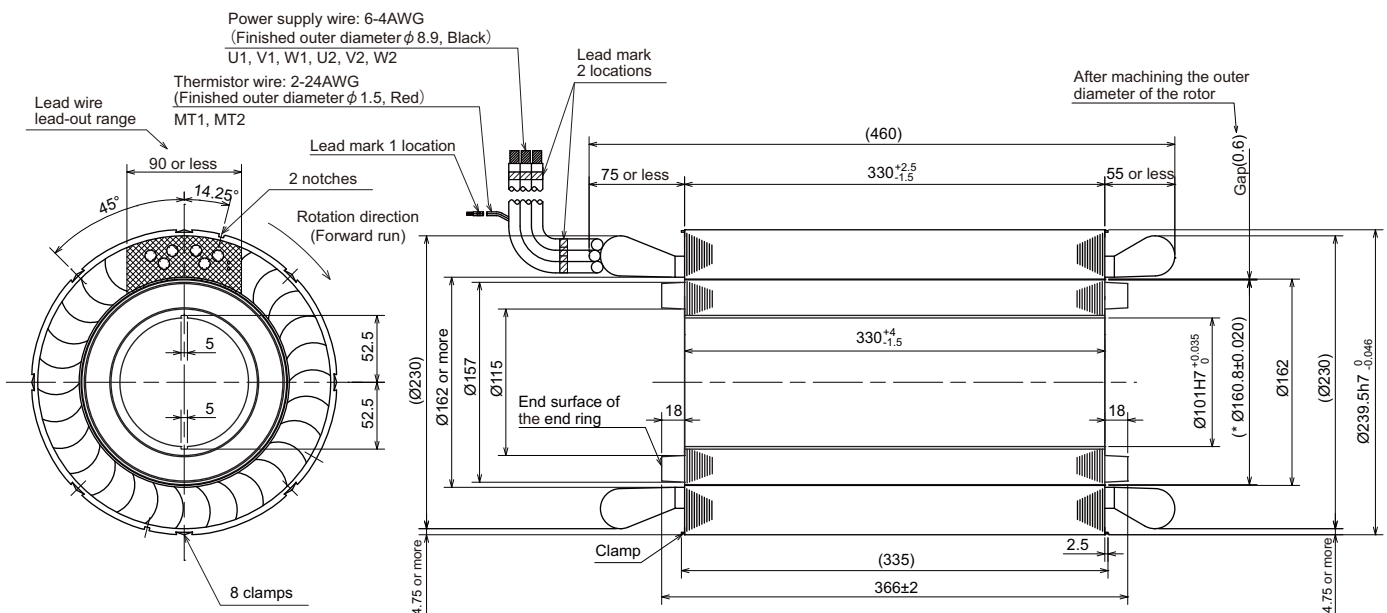 Power supply wire: 6-4AWG
(Finished outer diameter φ 8.9, Black)
U1, V1, W1, U2, V2, W2
Lead mark
2 locations
Thermistor wire: 2-24AWG
(Finished outer diameter φ 1.5, Red)
MT1, MT2
After machining the outer
diameter of the rotor
Lead wire
lead-out range
Lead mark 1 location
(460)
Gap(0.6)
90 or less
75 or less
330 +2.5 -1.5
55 or less
2 notches
45°
14.25°
Rotation direction
(Forward run)
5
52.5
5
52.5
(Ø230)
Ø162 or more
Ø157
Ø115
330 +4 -1.5
Ø101H7 +0.035 0
(* Ø160.8±0.020)
Ø162
(Ø230)
Ø239.5h7 0 -0.046
End surface of
the end ring
18
18
Clamp
2.5
(335)
366±2
4.75 or more
4.75 or more
8 clamps